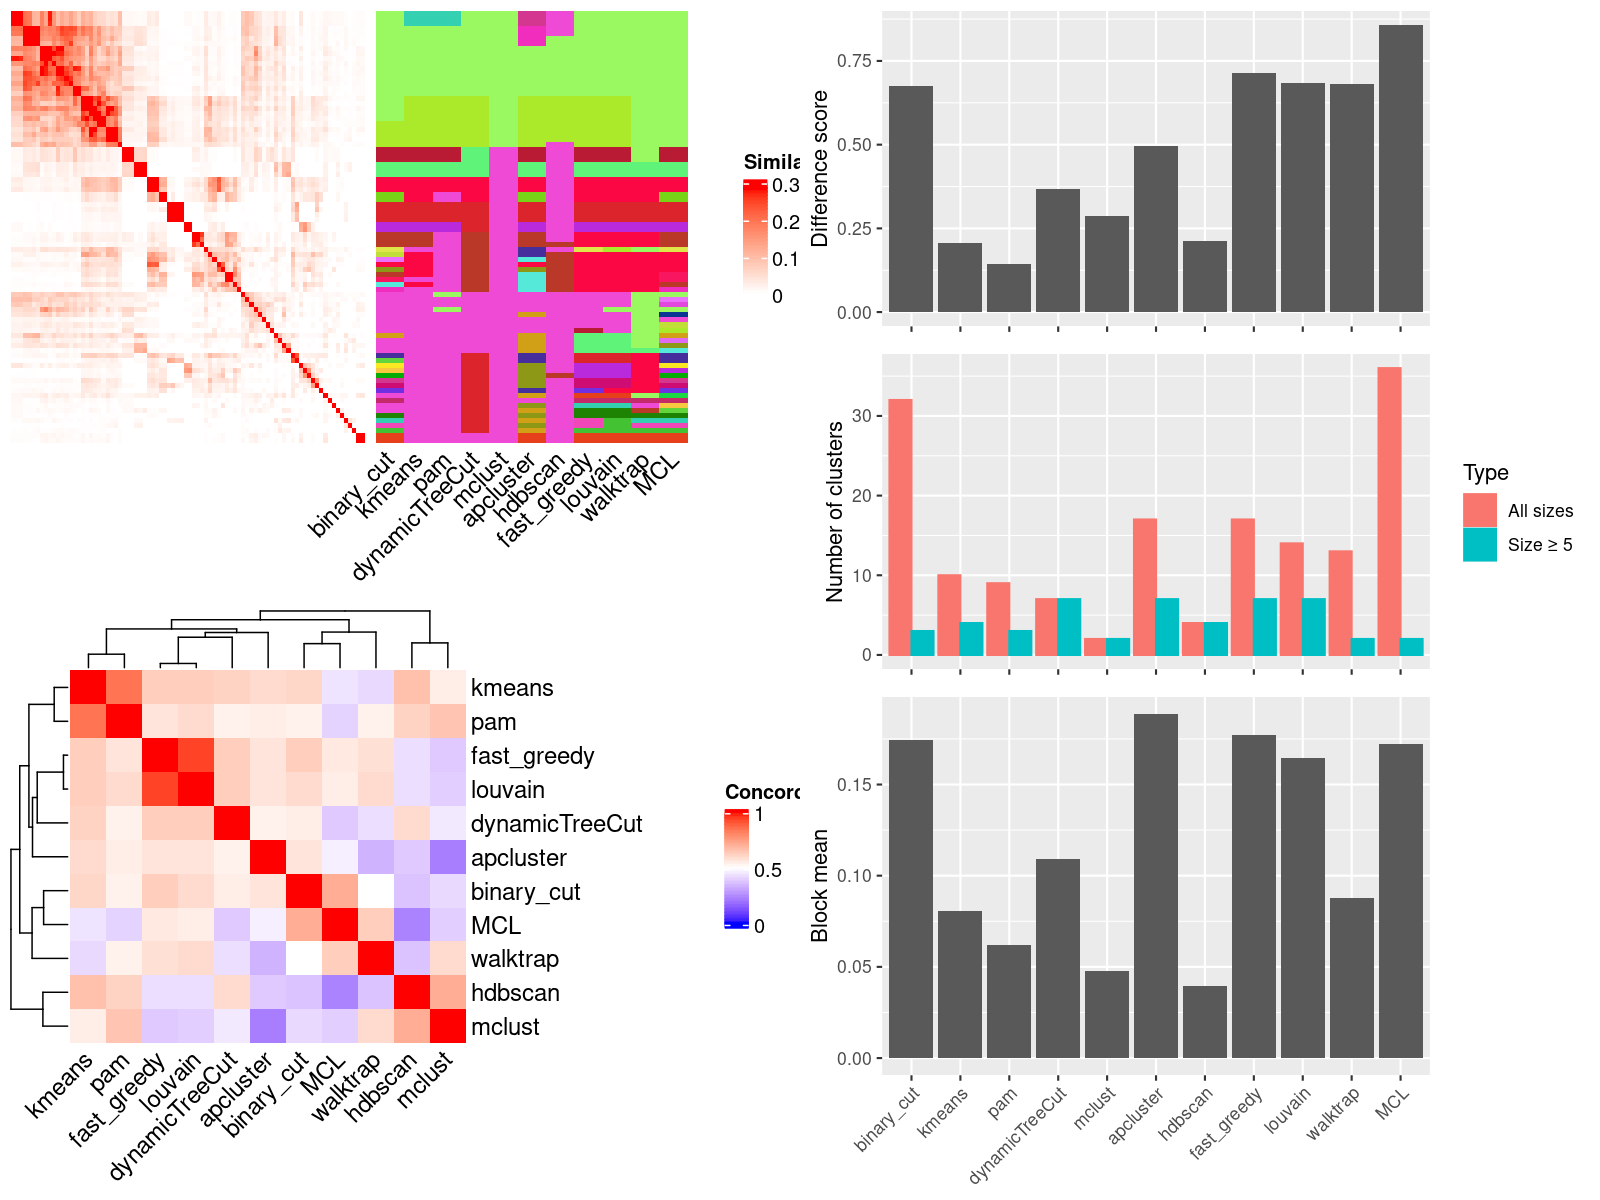 Simila
0.3
0.2
0.1
0
binary_cut
kmeans
pam
dynamicTreeCut
mclust
apcluster
hdbscan
fast_greedy
louvain
walktrap
MCL
kmeans
pam
fast_greedy
louvain
dynamicTreeCut
apcluster
binary_cut
MCL
walktrap
hdbscan
mclust
kmeans
pam
fast_greedy
louvain
dynamicTreeCut
apcluster
binary_cut
MCL
walktrap
hdbscan
mclust
Concord
1
0.5
0
Difference score
0.75
0.50
0.25
0.00
Number of clusters
30
20
10
0
Type
All sizes
Size ≥ 5
Block mean
0.15
0.10
0.05
0.00
binary_cut
kmeans
pam
dynamicTreeCut
mclust
apcluster
hdbscan
fast_greedy
louvain
walktrap
MCL